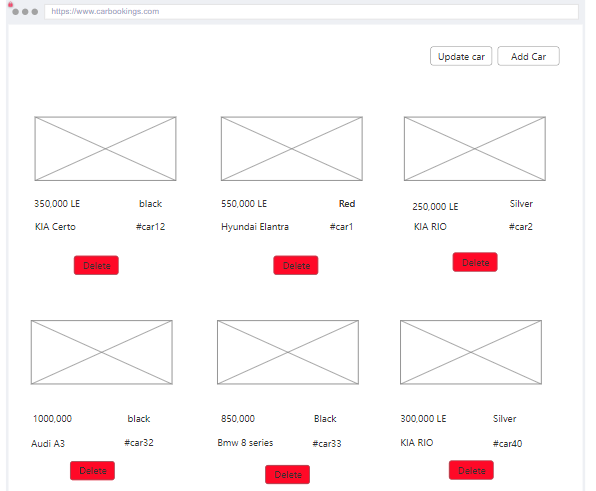 https://www.carbookings.com
Update car Add Car
350,000 LE black
KIA Certo #car12
Delete
550,000 LE Red
Hyundai Elantra #car1
Delete
250,000 LE Silver
KIA RIO #car2
Delete
1000,000 black
Audi A3 #car32
Delete
850,000 Black
Bmw 8 series #car33
Delete
300,000 LE Silver
KIA RIO #car40
Delete